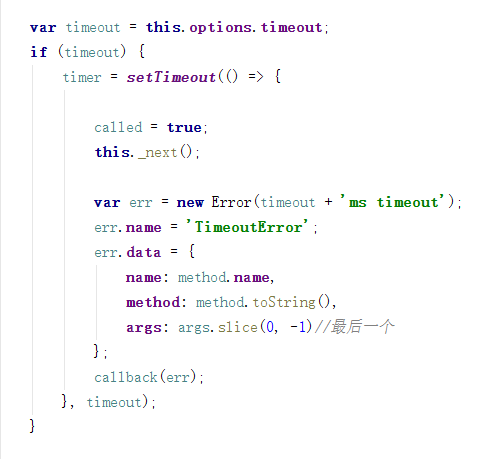 var timeout = this.options.timeout;
if (timeout) {
timer = setTimeout(() => {
called = true;
this._next();
var err = new Error(timeout + 'ms timeout');
err.name = 'TimeoutError';
err.data = {
name: method.name,
method: method.toString(),
args: args.slice(0, -1)//最后一个
};
callback(err);
}, timeout);
}